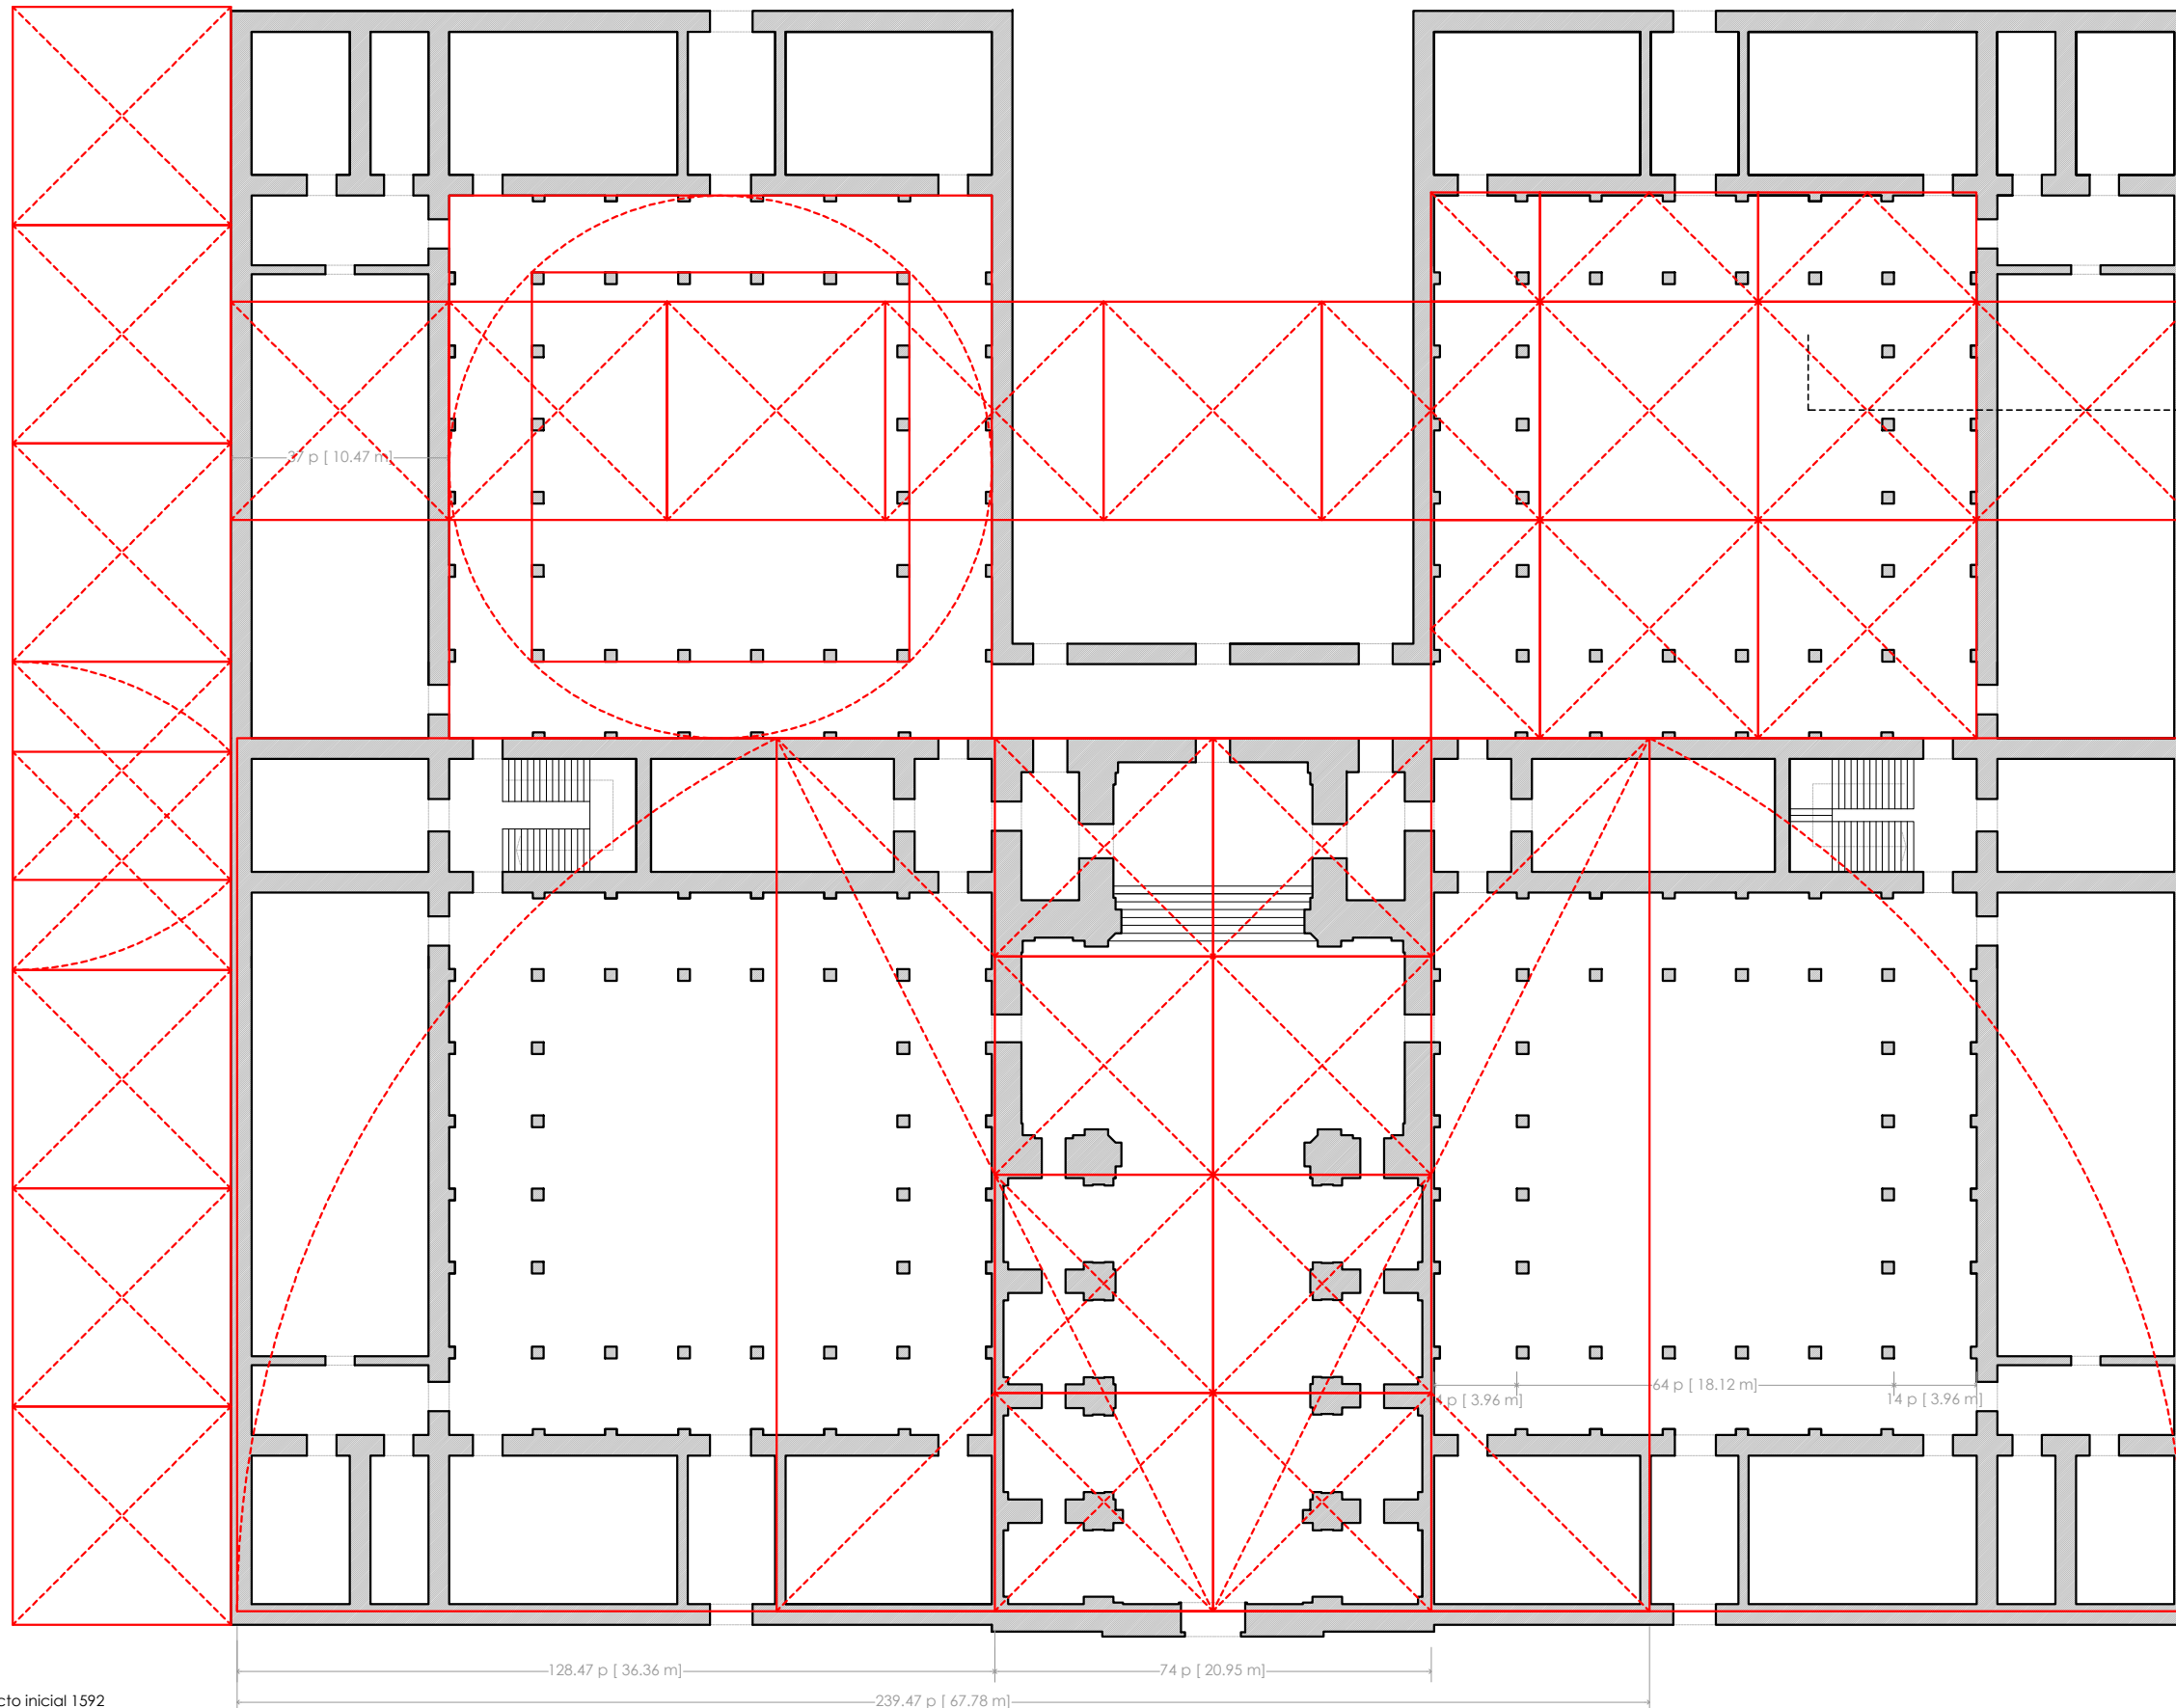 37 p [ 10.47 m]
64 p [ 18.12 m]
p [ 3.96 m]
14 p [ 3.96 m]
128.47 p [ 36.36 m]
74 p [ 20.95 m]
cto inicial 1592
239.47 p [ 67.78 m]